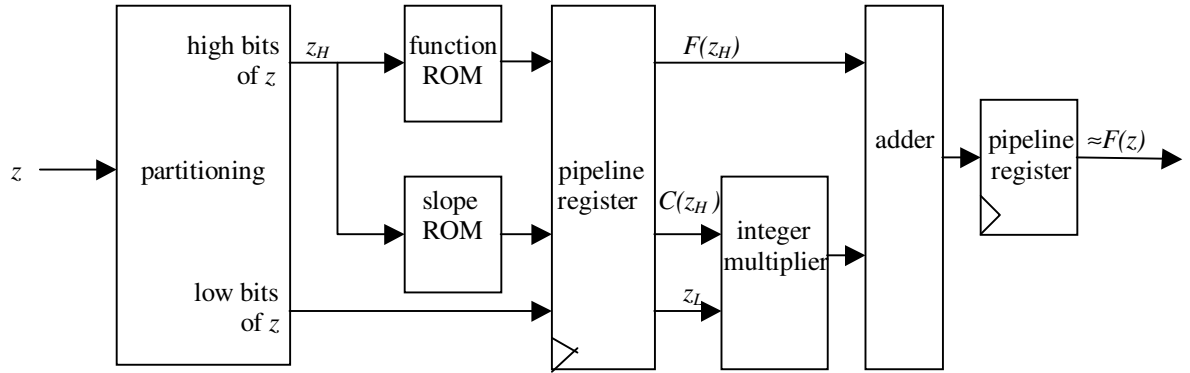 high bits
of z
z_H
function
ROM
F(z_H)
z
partitioning
slope
ROM
pipeline
register
C(z_H)
integer
multiplier
adder
pipeline
register
≈F(z)
low bits
of z
z_L